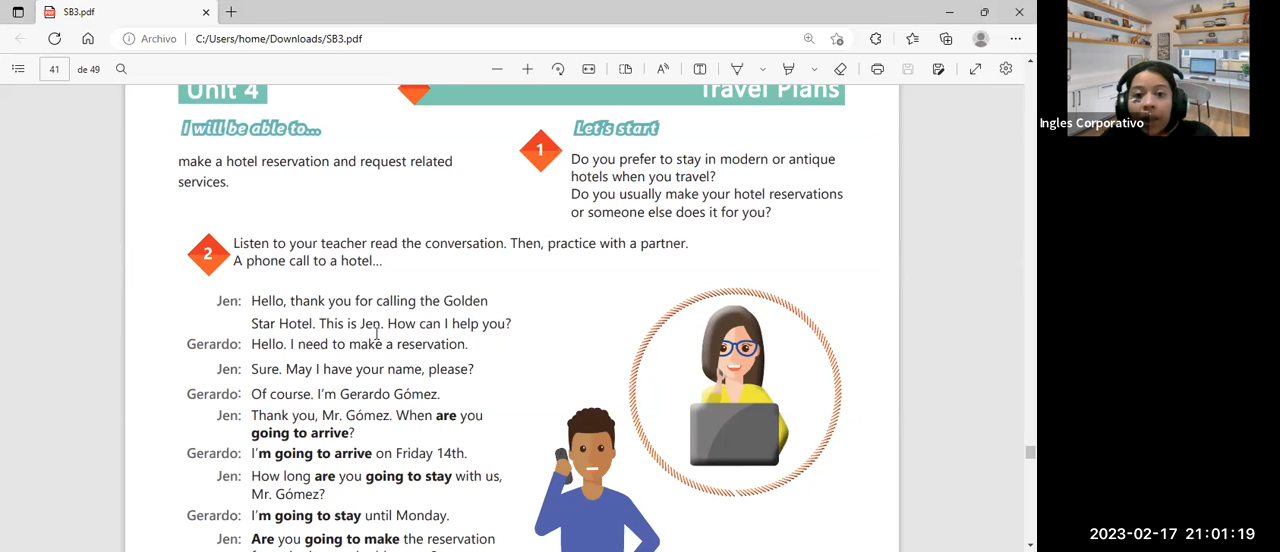 SB3.pdf
Archivo
C:/Users/home/Downloads/SB3.pdf
41
de 49
Unit 4
Travel Plans
I will be able to...
make a hotel reservation and request related
services.
Let's start
1
Do you prefer to stay in modern or antique
hotels when you travel?
Do you usually make your hotel reservations
or someone else does it for you?
2
Listen to your teacher read the conversation. Then, practice with a partner.
A phone call to a hotel...
Jen: Hello, thank you for calling the Golden
Star Hotel. This is Jen. How can I help you?
Gerardo: Hello. I need to make a reservation.
Jen: Sure. May I have your name, please?
Gerardo: Of course. I'm Gerardo Gómez.
Jen: Thank you, Mr. Gómez. When are you
going to arrive?
Gerardo: I'm going to arrive on Friday 14th.
Jen: How long are you going to stay with us,
Mr. Gómez?
Gerardo: I'm going to stay until Monday.
Jen: Are you going to make the reservation
Ingles Corporativo
2023-02-17 21:01:19